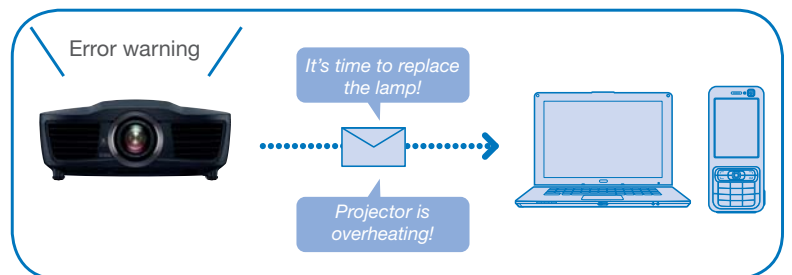 Error warning
It's time to replace
the lamp!
Projector is
overheating!